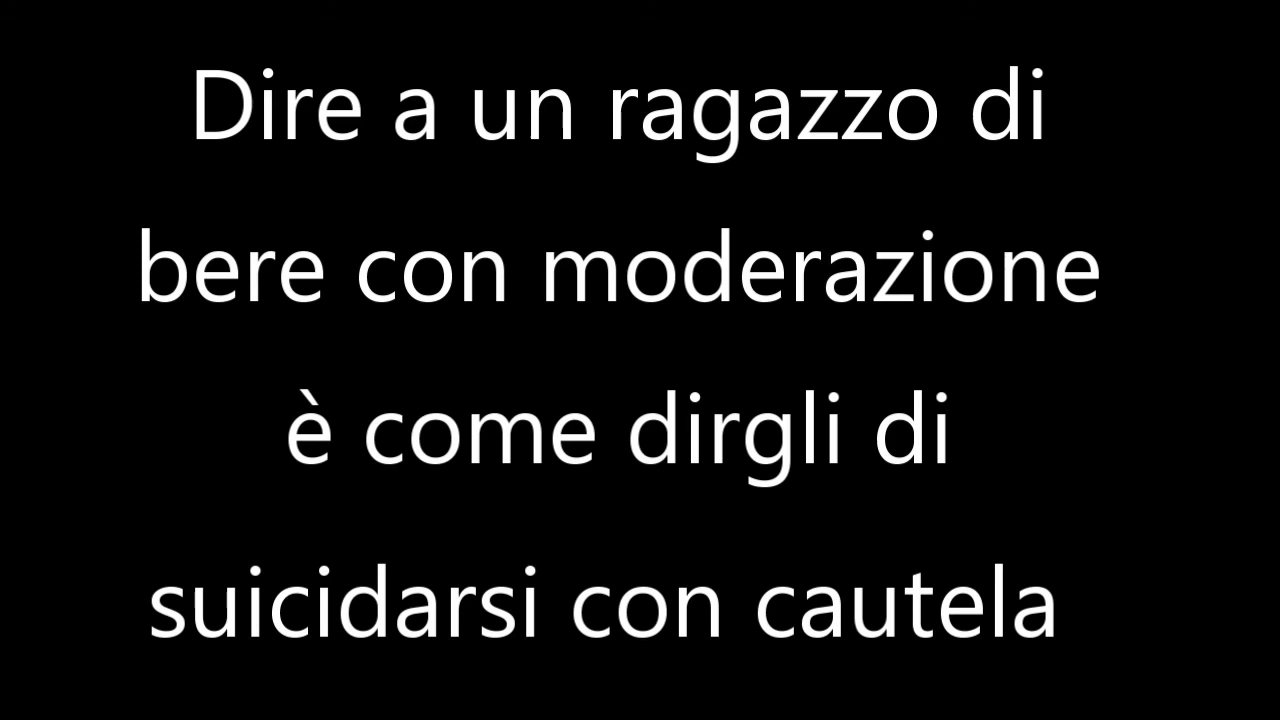 Dire a un ragazzo di
bere con moderazione
è come dirgli di
suicidarsi con cautela